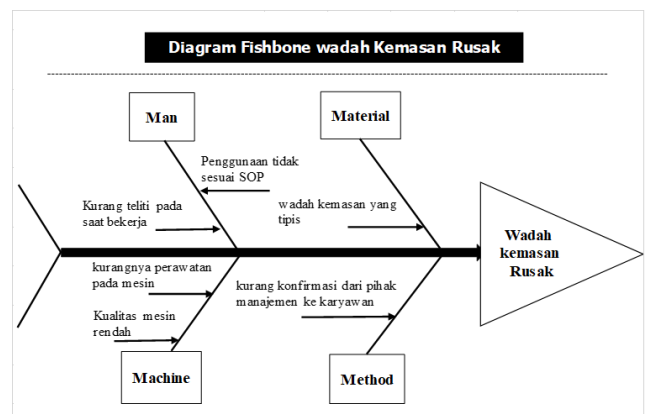 Diagram Fishbone wadah Kemasan Rusak
Man
Material
Penggunaan tidak
sesuai SOP
Kurang teliti pada
saat bekerja
wadah kemasan yang
tipis
Wadah
kemasan
Rusak
kurangnya perawatan
pada mesin
kurang konfirmasi dari pihak
manajemen ke karyawan
Kualitas mesin
rendah
Machine
Method